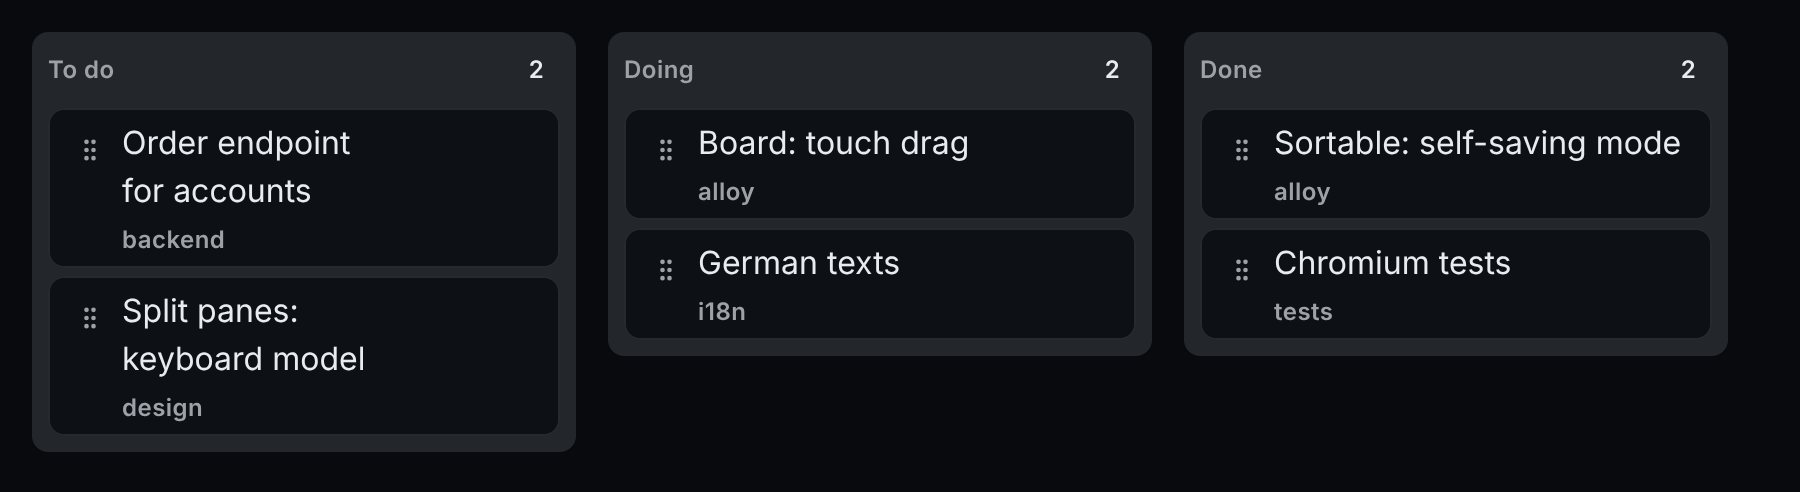 To do 2
Order endpoint
for accounts
backend
Split panes:
keyboard model
design
Doing 2
Board: touch drag
alloy
German texts
i18n
Done 2
Sortable: self-saving mode
alloy
Chromium tests
tests